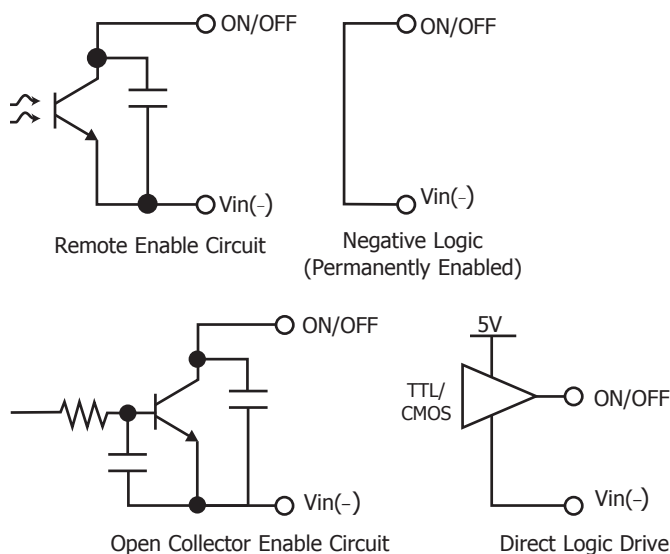 ON/OFF
Vin(–)
Remote Enable Circuit
ON/OFF
Vin(–)
Negative Logic
(Permanently Enabled)
ON/OFF
Vin(–)
Open Collector Enable Circuit
5V
TTL/
CMOS
ON/OFF
Vin(–)
Direct Logic Drive